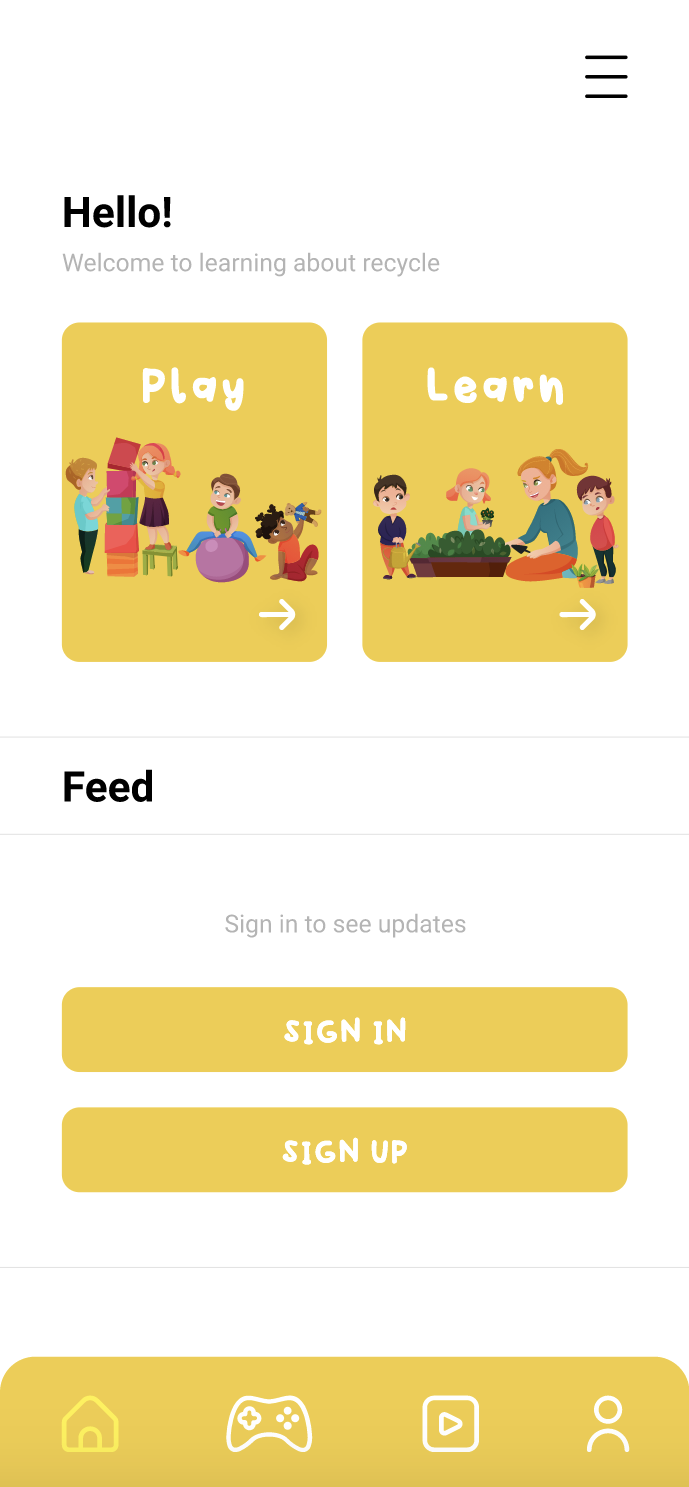 Hello!
Welcome to learning about recycle
Play
Learn
Feed
Sign in to see updates
SIGN IN
SIGN UP